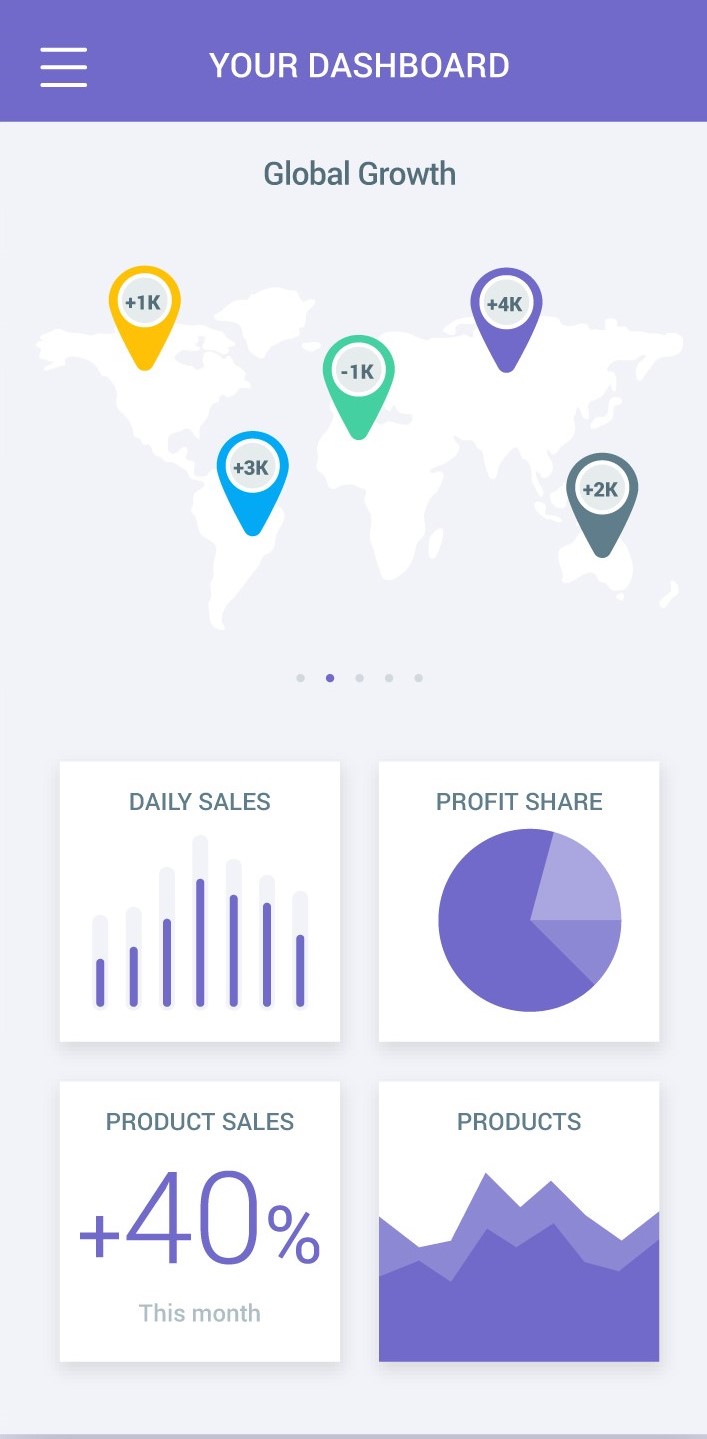 YOUR DASHBOARD
Global Growth
+1K
+4K
-1K
+3K
+2K
DAILY SALES
PROFIT SHARE
PRODUCT SALES
+40%
This month
PRODUCTS